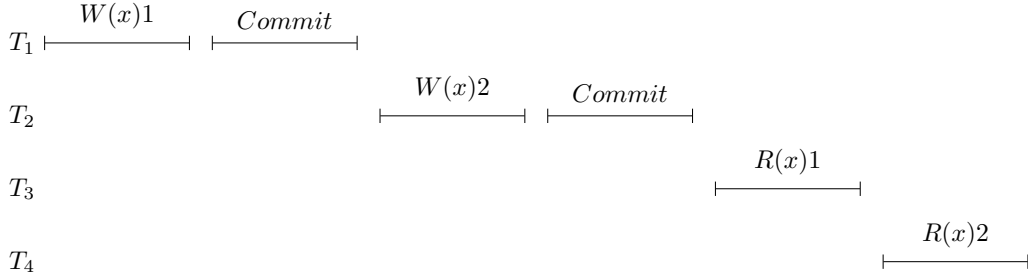 W(x)1 Commit
T₁
W(x)2 Commit
T₂
R(x)1
T₃
R(x)2
T₄